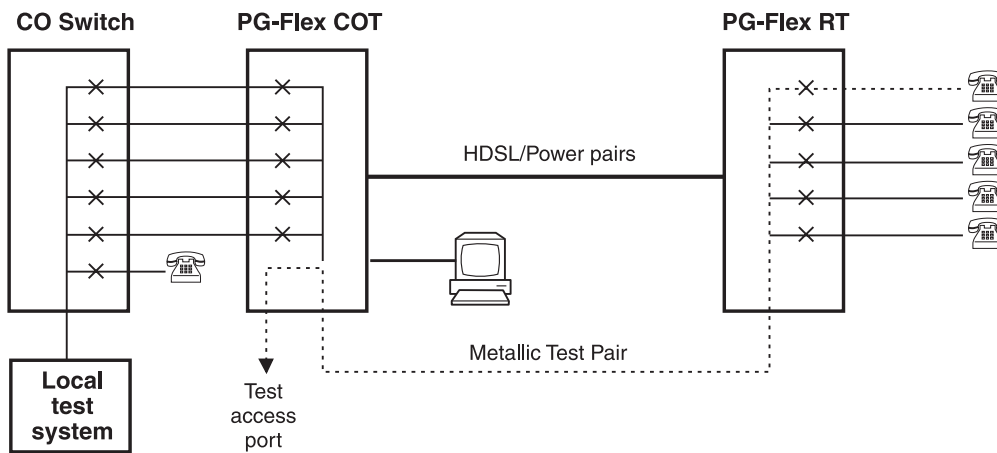 CO Switch
PG-Flex COT
PG-Flex RT
HDSL/Power pairs
Metallic Test Pair
Local
test
system
Test
access
port